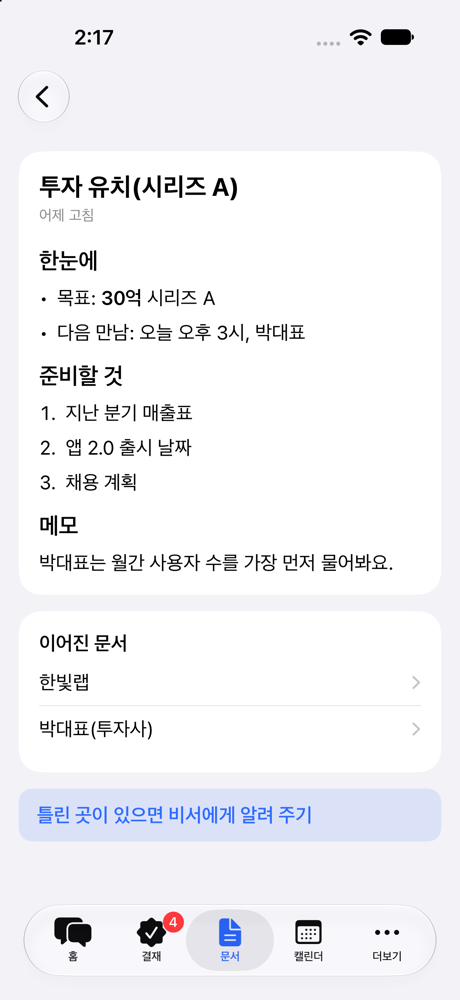 2:17
투자 유치(시리즈 A)
어제 고침
한눈에
• 목표: 30억 시리즈 A
• 다음 만남: 오늘 오후 3시, 박대표
준비할 것
1. 지난 분기 매출표
2. 앱 2.0 출시 날짜
3. 채용 계획
메모
박대표는 월간 사용자 수를 가장 먼저 물어봐요.
이어진 문서
한빛랩
박대표(투자사)
틀린 곳이 있으면 비서에게 알려 주기
4
홈 결재 문서 캘린더 더보기